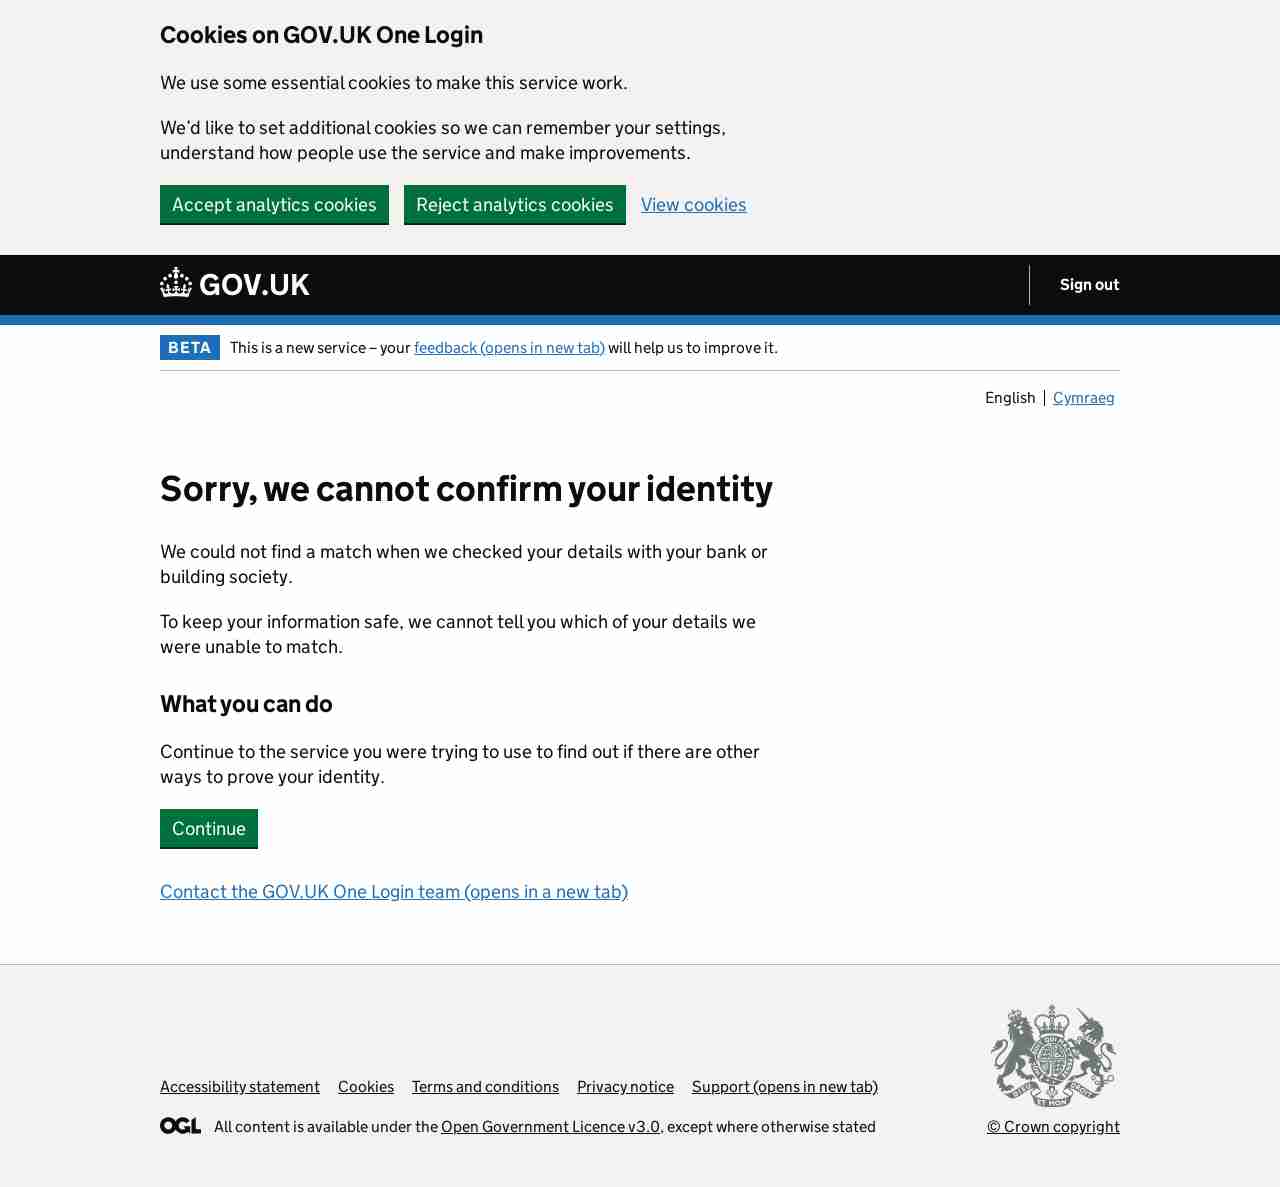 Cookies on GOV.UK One Login
We use some essential cookies to make this service work.
We’d like to set additional cookies so we can remember your settings,
understand how people use the service and make improvements.
Accept analytics cookies Reject analytics cookies View cookies
GOV.UK Sign out
BETA This is a new service – your feedback (opens in new tab) will help us to improve it.
English | Cymraeg
Sorry, we cannot confirm your identity
We could not find a match when we checked your details with your bank or
building society.
To keep your information safe, we cannot tell you which of your details we
were unable to match.
What you can do
Continue to the service you were trying to use to find out if there are other
ways to prove your identity.
Continue
Contact the GOV.UK One Login team (opens in a new tab)
Accessibility statement Cookies Terms and conditions Privacy notice Support (opens in new tab)
OGL All content is available under the Open Government Licence v3.0, except where otherwise stated
© Crown copyright